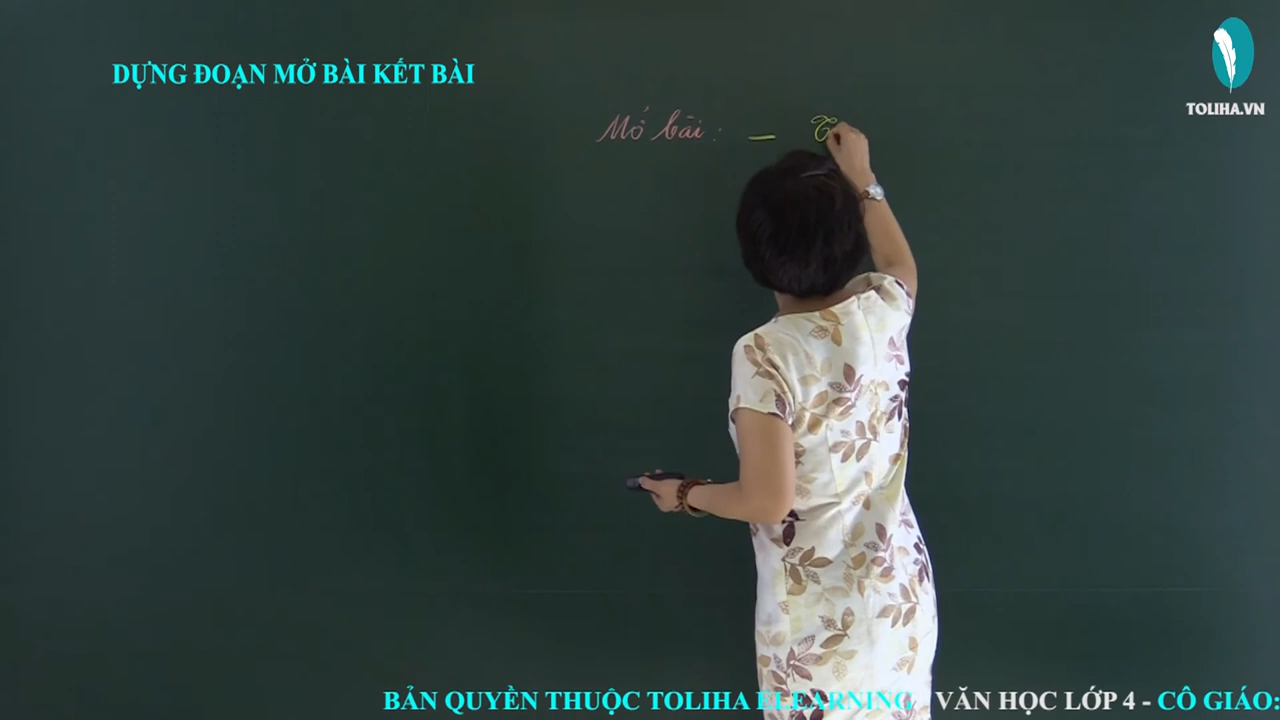 DỰNG ĐOẠN MỞ BÀI KẾT BÀI
TOLIHA.VN
Mở bài : – T
BẢN QUYỀN THUỘC TOLIHA ELEARNING - VĂN HỌC LỚP 4 - CÔ GIÁO: